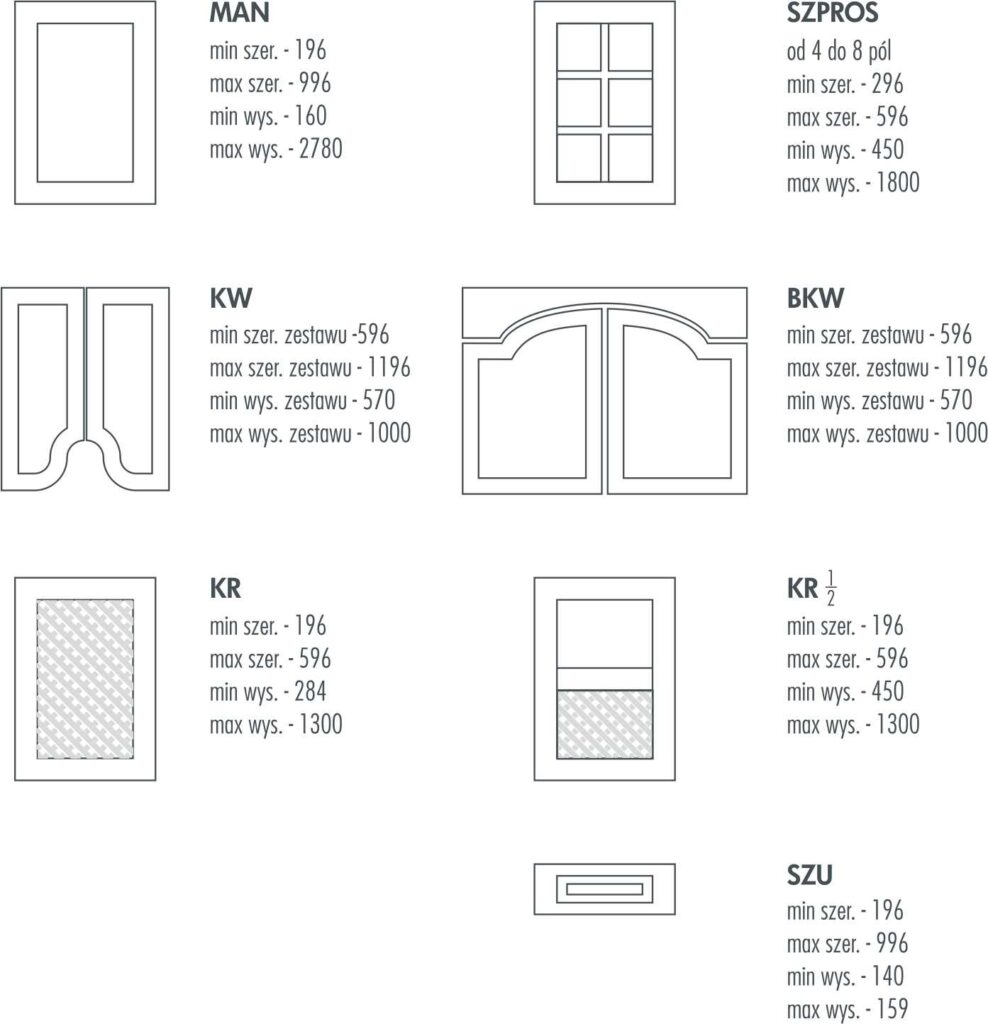 MAN
min szer. - 196
max szer. - 996
min wys. - 160
max wys. - 2780
SZPROS
od 4 do 8 pól
min szer. - 296
max szer. - 596
min wys. - 450
max wys. - 1800
KW
min szer. zestawu -596
max szer. zestawu - 1196
min wys. zestawu - 570
max wys. zestawu - 1000
BKW
min szer. zestawu - 596
max szer. zestawu - 1196
min wys. zestawu - 570
max wys. zestawu - 1000
KR
min szer. - 196
max szer. - 596
min wys. - 284
max wys. - 1300
KR 1/2
min szer. - 196
max szer. - 596
min wys. - 450
max wys. - 1300
SZU
min szer. - 196
max szer. - 996
min wys. - 140
max wys. - 159